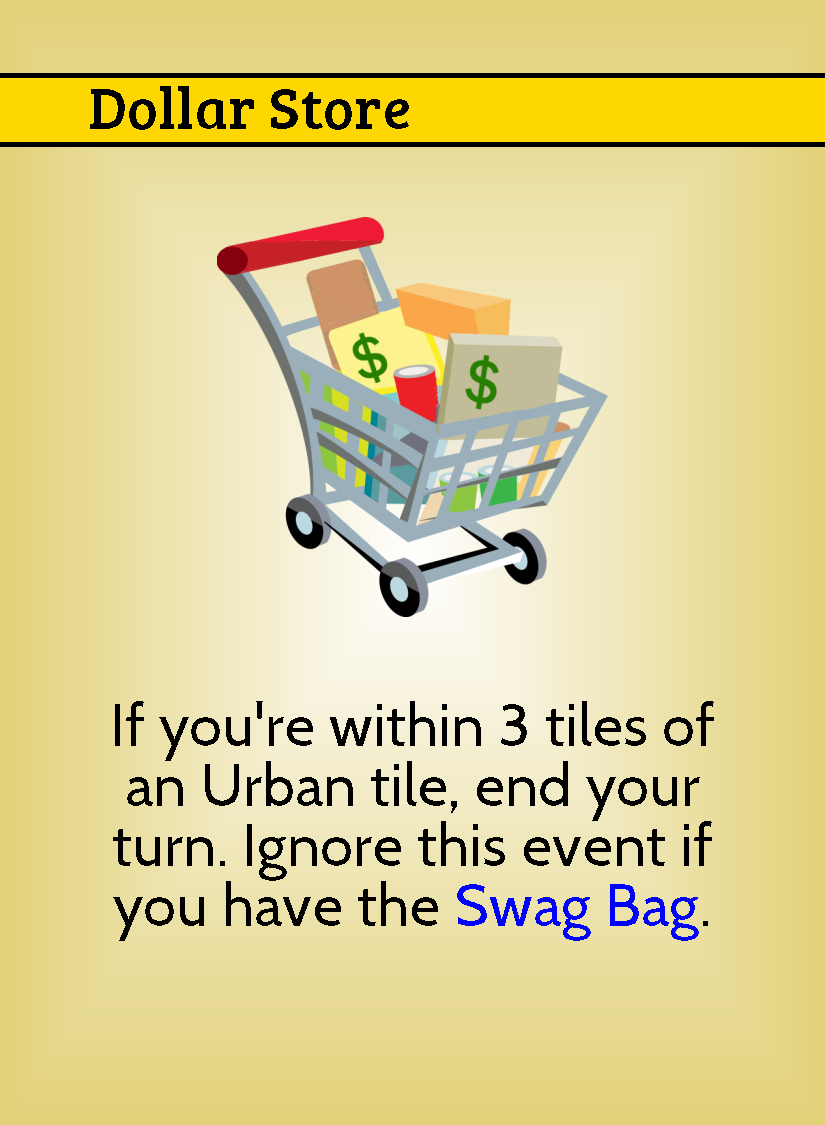 Dollar Store
$
$
If you're within 3 tiles of
an Urban tile, end your
turn. Ignore this event if
you have the Swag Bag.